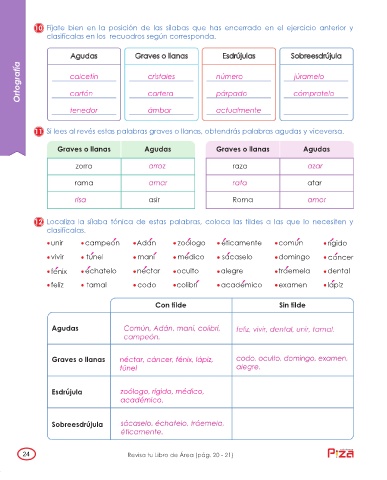 10 Fíjate bien en la posición de las sílabas que has encerrado en el ejercicio anterior y
clasifícalas en los recuadros según corresponda.
Agudas Graves o llanas Esdrújulas Sobreesdrújula
calcetín cristales número júramelo
cartón cartera párpado cómpratelo
tenedor ámbar actualmente
Ortografía
11 Si lees al revés estas palabras graves o llanas, obtendrás palabras agudas y viceversa.
Graves o llanas Agudas Graves o llanas Agudas
zorro arroz razo ozar
rama amar rata atar
risa asir Roma amor
12 Localiza la sílaba tónica de estas palabras, coloca las tildes a las que lo necesiten y
clasifícalas.
• unir • campeón • Adán • zoólogo • éticamente • común • rígido
• vivir • túnel • maní • médico • sácaselo • domingo • cáncer
• fénix • échatelo • néctar • oculto • alegre • tráemela • dental
• feliz • tamal • codo • colibrí • académico • examen • lápiz
Con tilde Sin tilde
Agudas Común, Adán, maní, colibrí, feliz, vivir, dental, unir, tamal.
campeón.
Graves o llanas néctar, cáncer, fénix, lápiz, codo, oculto, domingo, examen,
túnel alegre.
Esdrújula zoólogo, rígido, médico,
académico.
Sobreesdrújula sácaselo, échatelo, tráemelo,
éticamente.
24 Revisa tu Libro de Área (pág. 20 - 21)